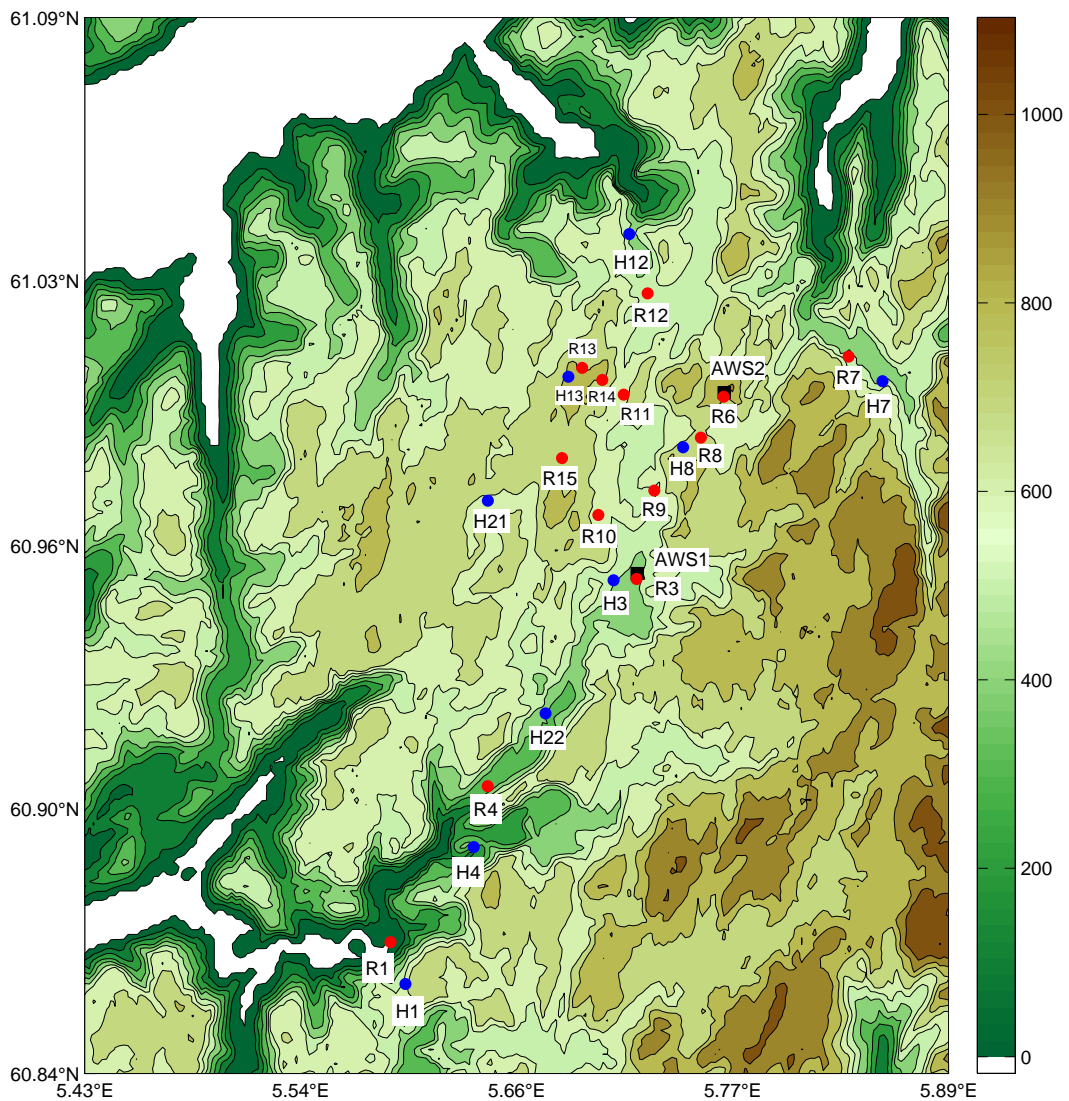 61.09°N
1000
H12
61.03°N
R12
800
R13
AWS2
R7
H13
R14
R11
R6
H7
R8
H8
R15
R9
H21
R10
600
60.96°N
AWS1
R3
H3
H22
400
R4
60.90°N
H4
200
R1
H1
0
60.84°N
5.43°E
5.54°E
5.66°E
5.77°E
5.89°E